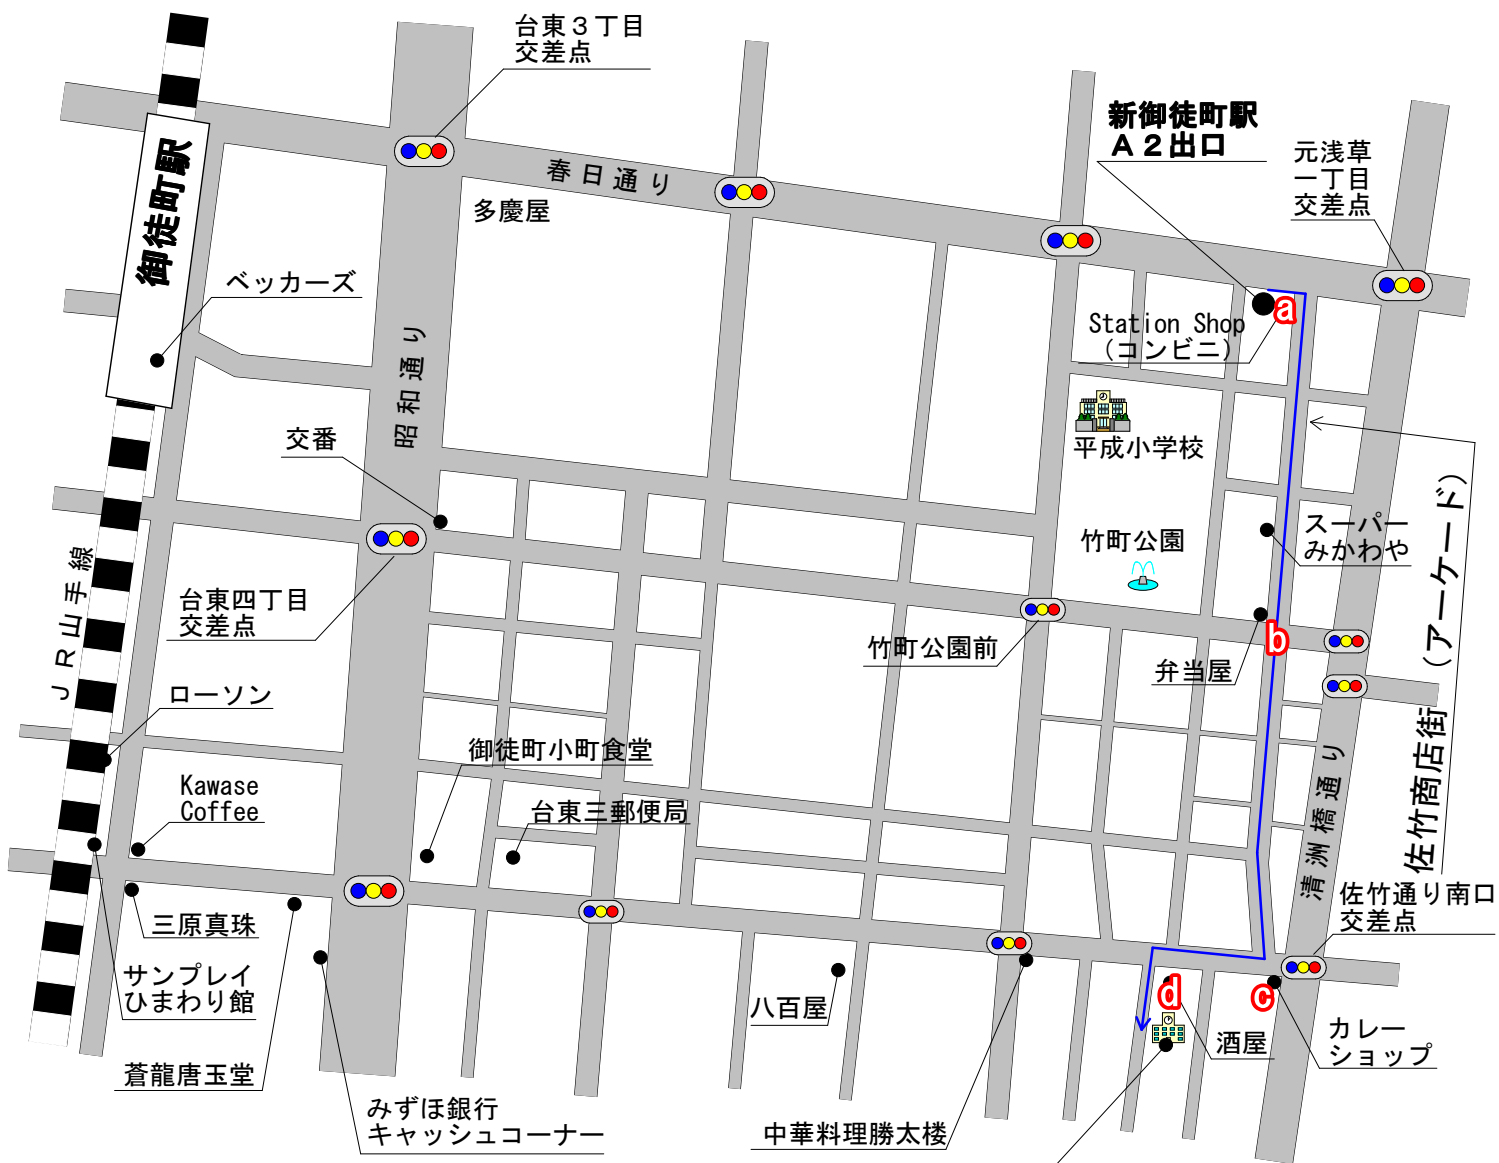 台東３丁目
交差点
新御徒町駅
Ａ２出口
元浅草
一丁目
交差点
御徒町駅
春日通り
多慶屋
ベッカーズ
a
Station Shop
（コンビニ）
昭和通り
平成小学校
交番
竹町公園
スーパー
みかわや
佐竹商店街　（アーケード）
ＪＲ山手線
台東四丁目
交差点
竹町公園前
b
弁当屋
ローソン
御徒町小町食堂
清洲橋通り
Kawase
Coffee
台東三郵便局
佐竹通り南口
交差点
三原真珠
サンプレイ
ひまわり館
八百屋
d
c
酒屋
カレー
ショップ
蒼龍唐玉堂
みずほ銀行
キャッシュコーナー
中華料理勝太楼